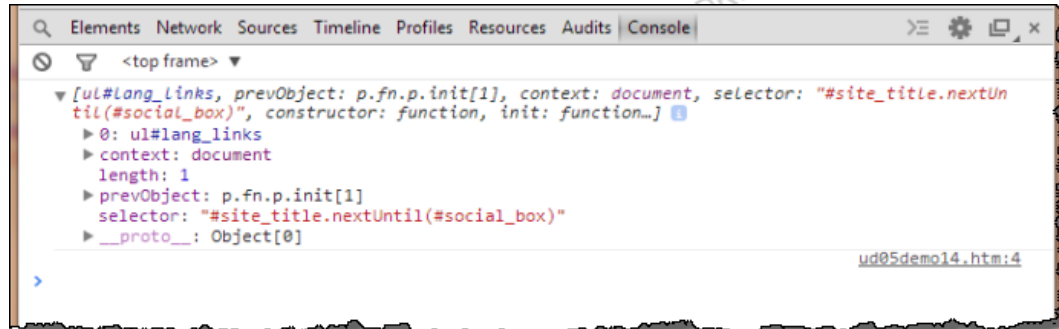 Elements Network Sources Timeline Profiles Resources Audits Console
<top frame> ▼
▼ [ul#lang_links, prevObject: p.fn.p.init[1], context: document, selector: "#site_title.nextUn
til(#social_box)", constructor: function, init: function…]
▶ 0: ul#lang_links
▶ context: document
length: 1
▶ prevObject: p.fn.p.init[1]
selector: "#site_title.nextUntil(#social_box)"
▶ __proto__: Object[0]
ud05demo14.htm:4
>